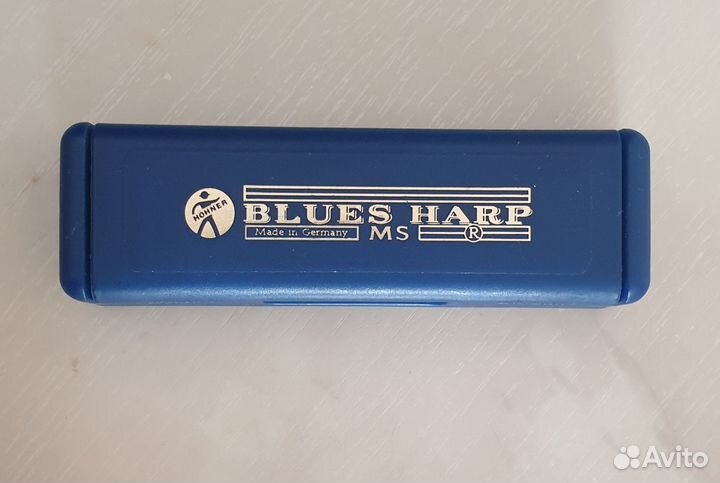 HOHNER
BLUES HARP
Made in Germany MS ®
Avito